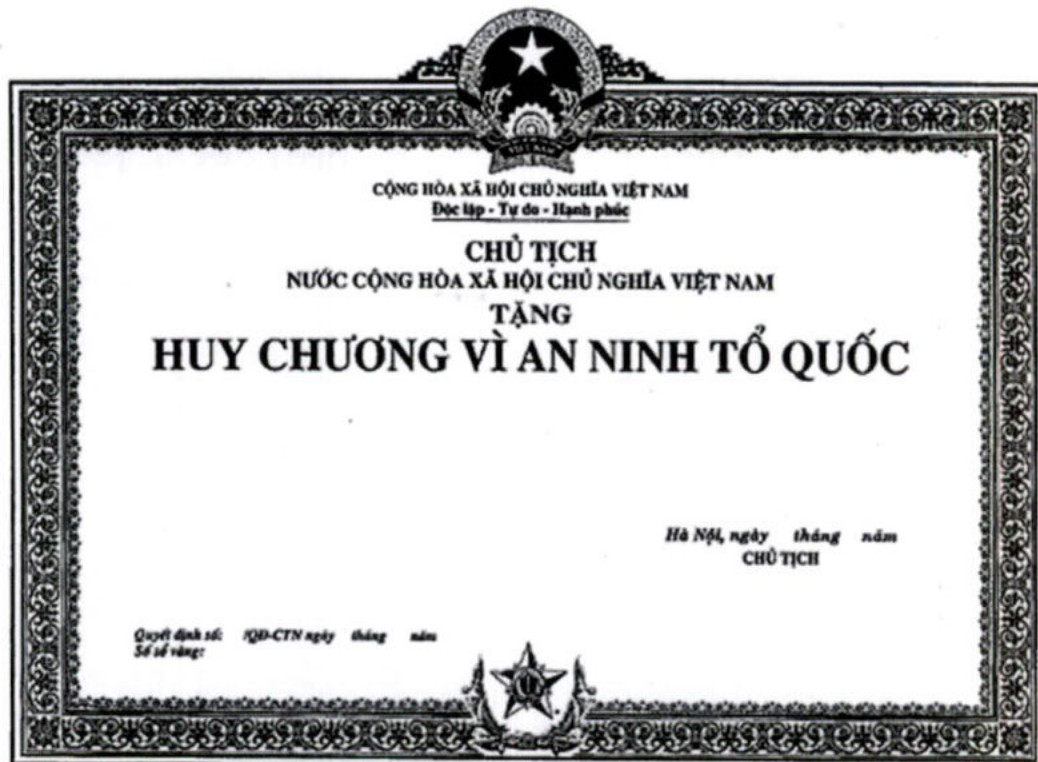 CỘNG HÒA XÃ HỘI CHỦ NGHĨA VIỆT NAM
Độc lập - Tự do - Hạnh phúc
CHỦ TỊCH
NƯỚC CỘNG HÒA XÃ HỘI CHỦ NGHĨA VIỆT NAM
TẶNG
HUY CHƯƠNG VÌ AN NINH TỔ QUỐC
Hà Nội, ngày tháng năm
CHỦ TỊCH
Quyết định số: /QĐ-CTN ngày tháng năm
Số sổ vàng: